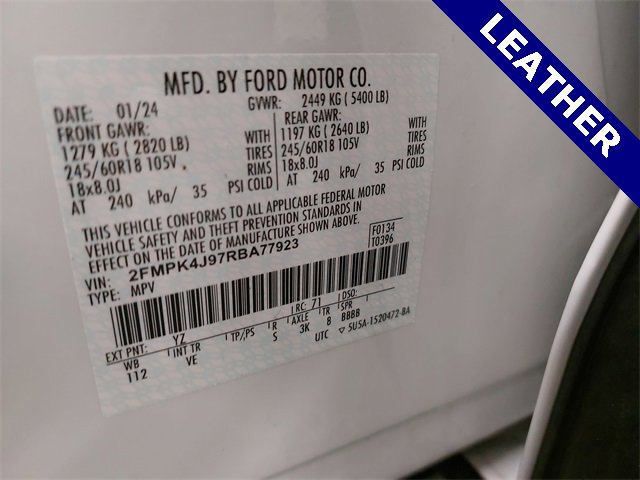 LEATHER
MFD. BY FORD MOTOR CO.
DATE: 01/24 GVWR: 2449 KG ( 5400 LB)
FRONT GAWR: WITH REAR GAWR: WITH
1279 KG ( 2820 LB) TIRES 1197 KG ( 2640 LB) TIRES
245/60R18 105V RIMS 245/60R18 105V RIMS
18x8.0J 18x8.0J
AT 240 kPa/ 35 PSI COLD AT 240 kPa/ 35 PSI COLD
THIS VEHICLE CONFORMS TO ALL APPLICABLE FEDERAL MOTOR
VEHICLE SAFETY AND THEFT PREVENTION STANDARDS IN
EFFECT ON THE DATE OF MANUFACTURE SHOWN ABOVE.
F0134
VIN: 2FMPK4J97RBA77923 T0396
TYPE: MPV
EXT PNT: YZ RC: 71 DSO:
WB INT TR TP/PS R AXLE TR SPR
112 VE S 3K 8 BBBB
UTC ▽ 5U5A-1520472-BA